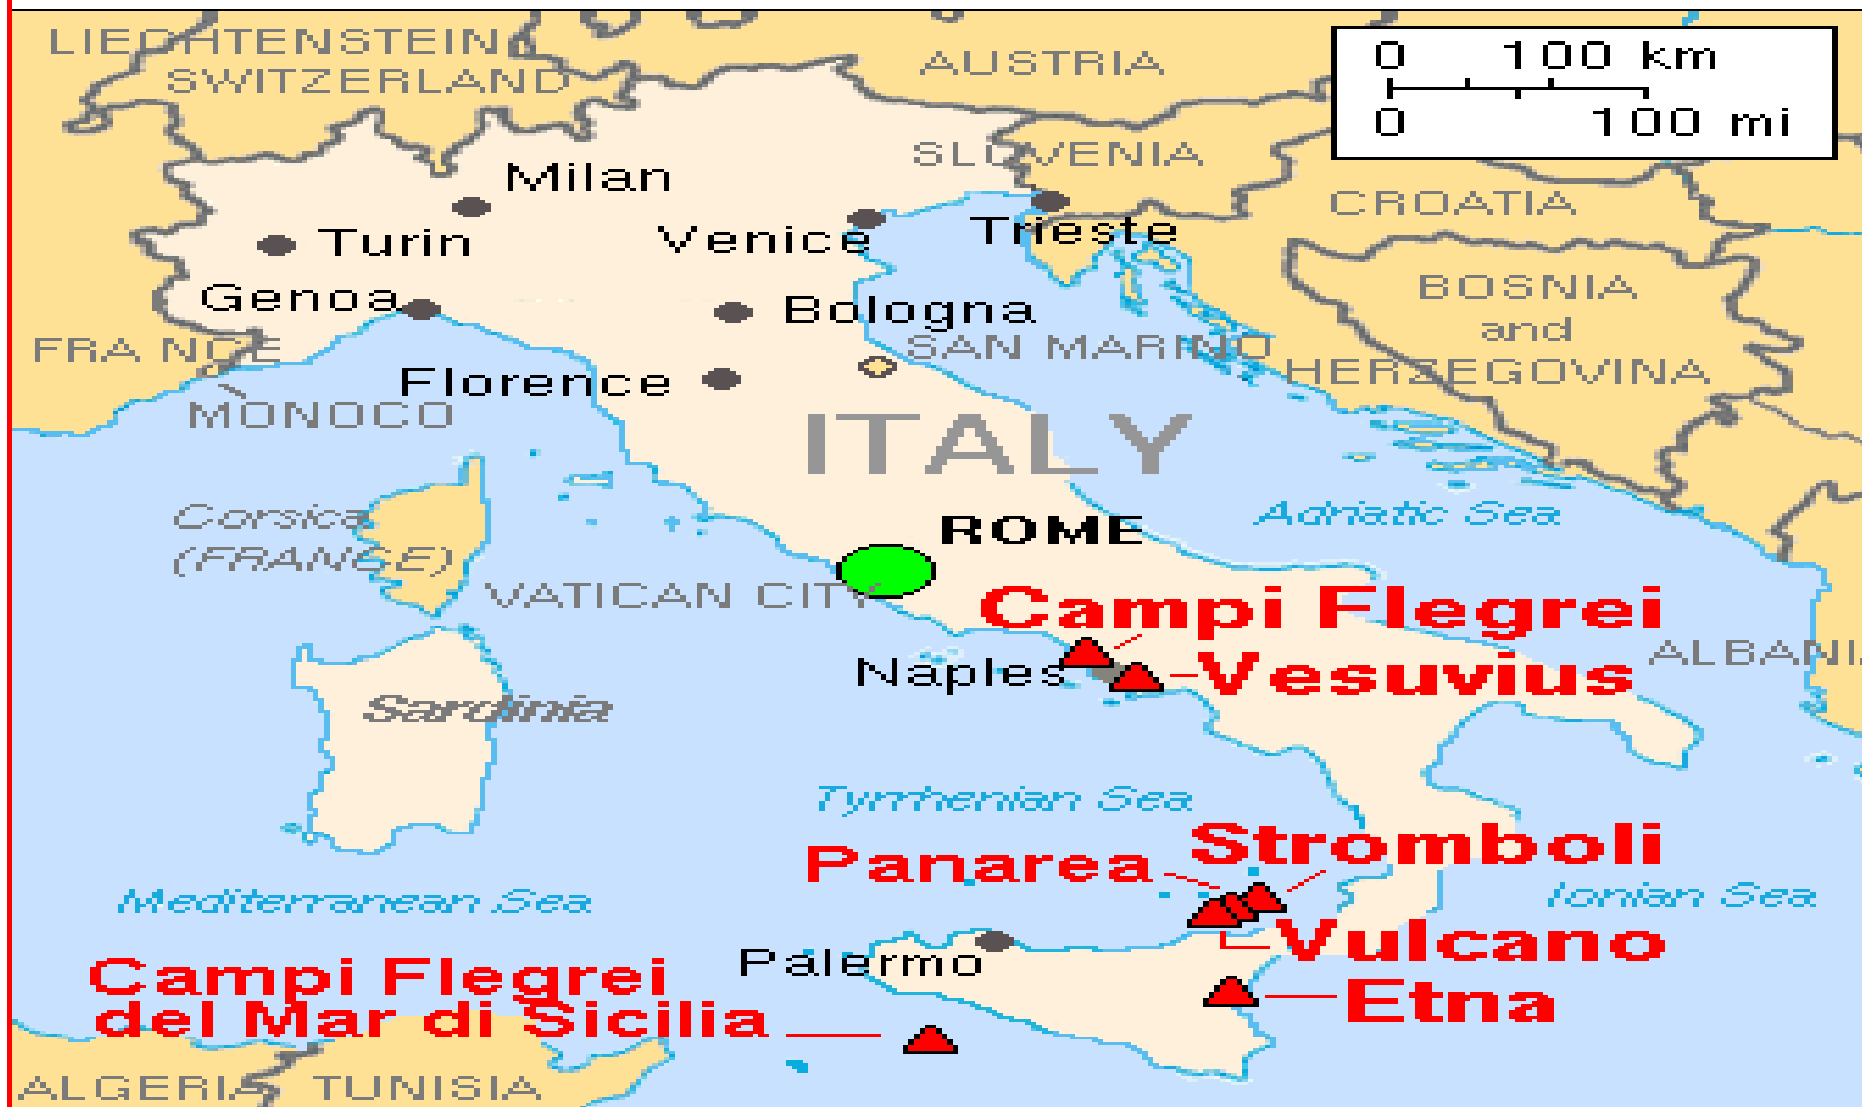 LIECHTENSTEIN
SWITZERLAND
AUSTRIA
0 100 km
0 100 mi
SLOVENIA
Milan
CROATIA
Turin
Venice
Trieste
Genoa
Bologna
BOSNIA
and
HERZEGOVINA
FRANCE
SAN MARINO
Florence
MONOCO
ITALY
Corsica
(FRANCE)
Adriatic Sea
ROME
VATICAN CITY
Campi Flegrei
Naples
Vesuvius
ALBANIA
Sardinia
Tyrrhenian Sea
Stromboli
Panarea
Mediterranean Sea
Ionian Sea
Vulcano
Palermo
Campi Flegrei
del Mar di Sicilia
Etna
ALGERIA
TUNISIA